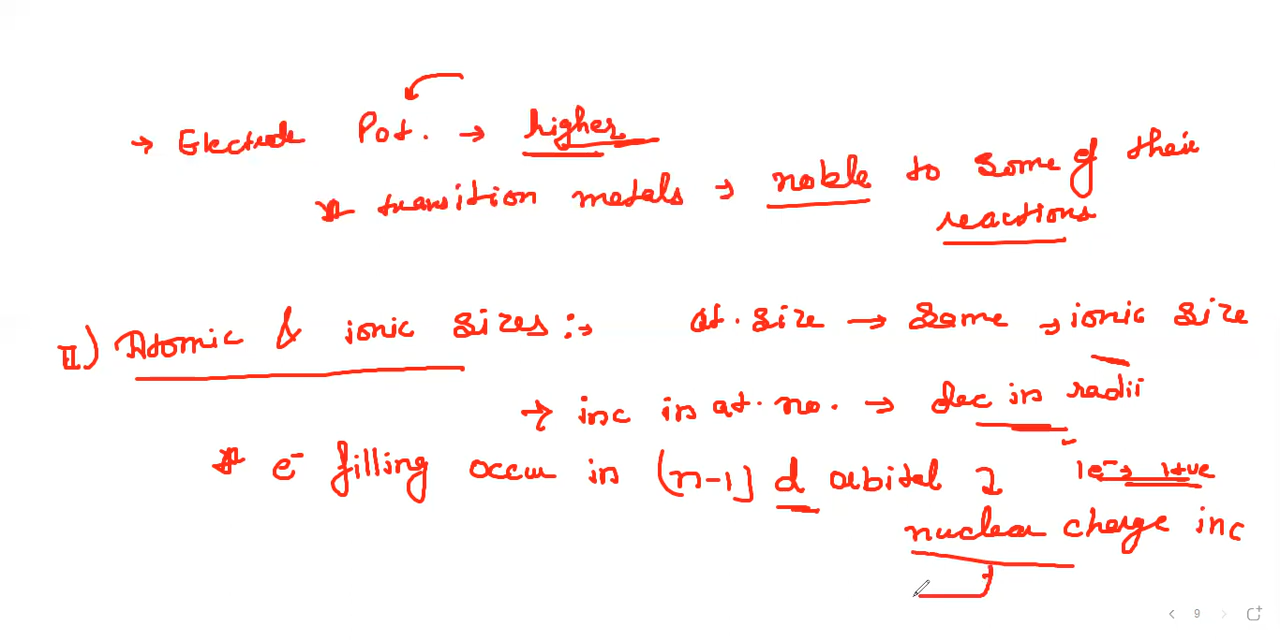 → Electrode Pot. → higher
* transition metals → noble to some of their
reactions
II) Atomic & ionic sizes :→ at. size → same → ionic size
→ inc in at. no. → dec in radii
* e⁻ filling occur in (n-1) d orbital & 1e⁻→ 1+ve
nuclear charge inc
9